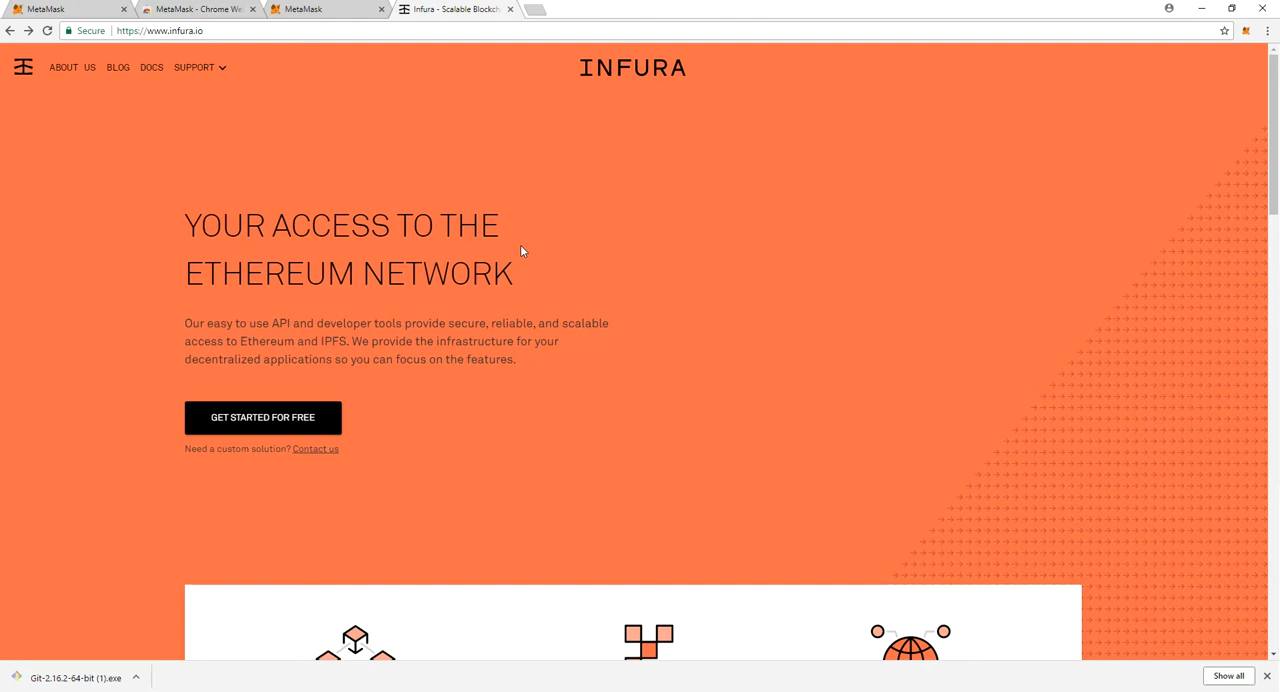 MetaMask
MetaMask - Chrome We
MetaMask
Infura - Scalable Blockch
Secure
https://www.infura.io
ABOUT US
BLOG
DOCS
SUPPORT
INFURA
YOUR ACCESS TO THE
ETHEREUM NETWORK
Our easy to use API and developer tools provide secure, reliable, and scalable
access to Ethereum and IPFS. We provide the infrastructure for your
decentralized applications so you can focus on the features.
GET STARTED FOR FREE
Need a custom solution? Contact us
Git-2.16.2-64-bit (1).exe
Show all